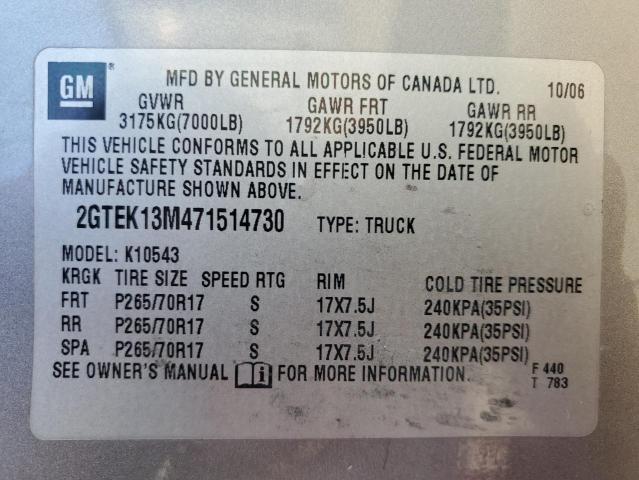 GM ®
MFD BY GENERAL MOTORS OF CANADA LTD. 10/06
GVWR GAWR FRT GAWR RR
3175KG(7000LB) 1792KG(3950LB) 1792KG(3950LB)
THIS VEHICLE CONFORMS TO ALL APPLICABLE U.S. FEDERAL MOTOR
VEHICLE SAFETY STANDARDS IN EFFECT ON THE DATE OF
MANUFACTURE SHOWN ABOVE.
2GTEK13M471514730 TYPE: TRUCK
MODEL: K10543
KRGK TIRE SIZE SPEED RTG RIM COLD TIRE PRESSURE
FRT P265/70R17 S 17X7.5J 240KPA(35PSI)
RR P265/70R17 S 17X7.5J 240KPA(35PSI)
SPA P265/70R17 S 17X7.5J 240KPA(35PSI)
SEE OWNER'S MANUAL i FOR MORE INFORMATION. F 440
T 783